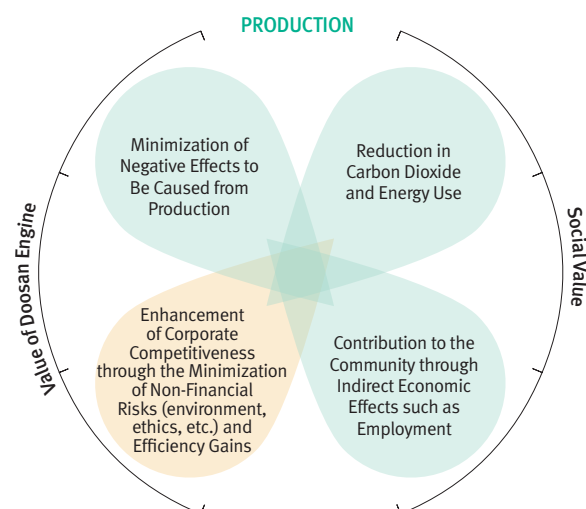 PRODUCTION
Minimization of
Negative Effects to
Be Caused from
Production
Reduction in
Carbon Dioxide
and Energy Use
Value of Doosan Engine
Social Value
Enhancement
of Corporate
Competitiveness
through the Minimization
of Non-Financial
Risks (environment,
ethics, etc.) and
Efficiency Gains
Contribution to the
Community through
Indirect Economic
Effects such as
Employment